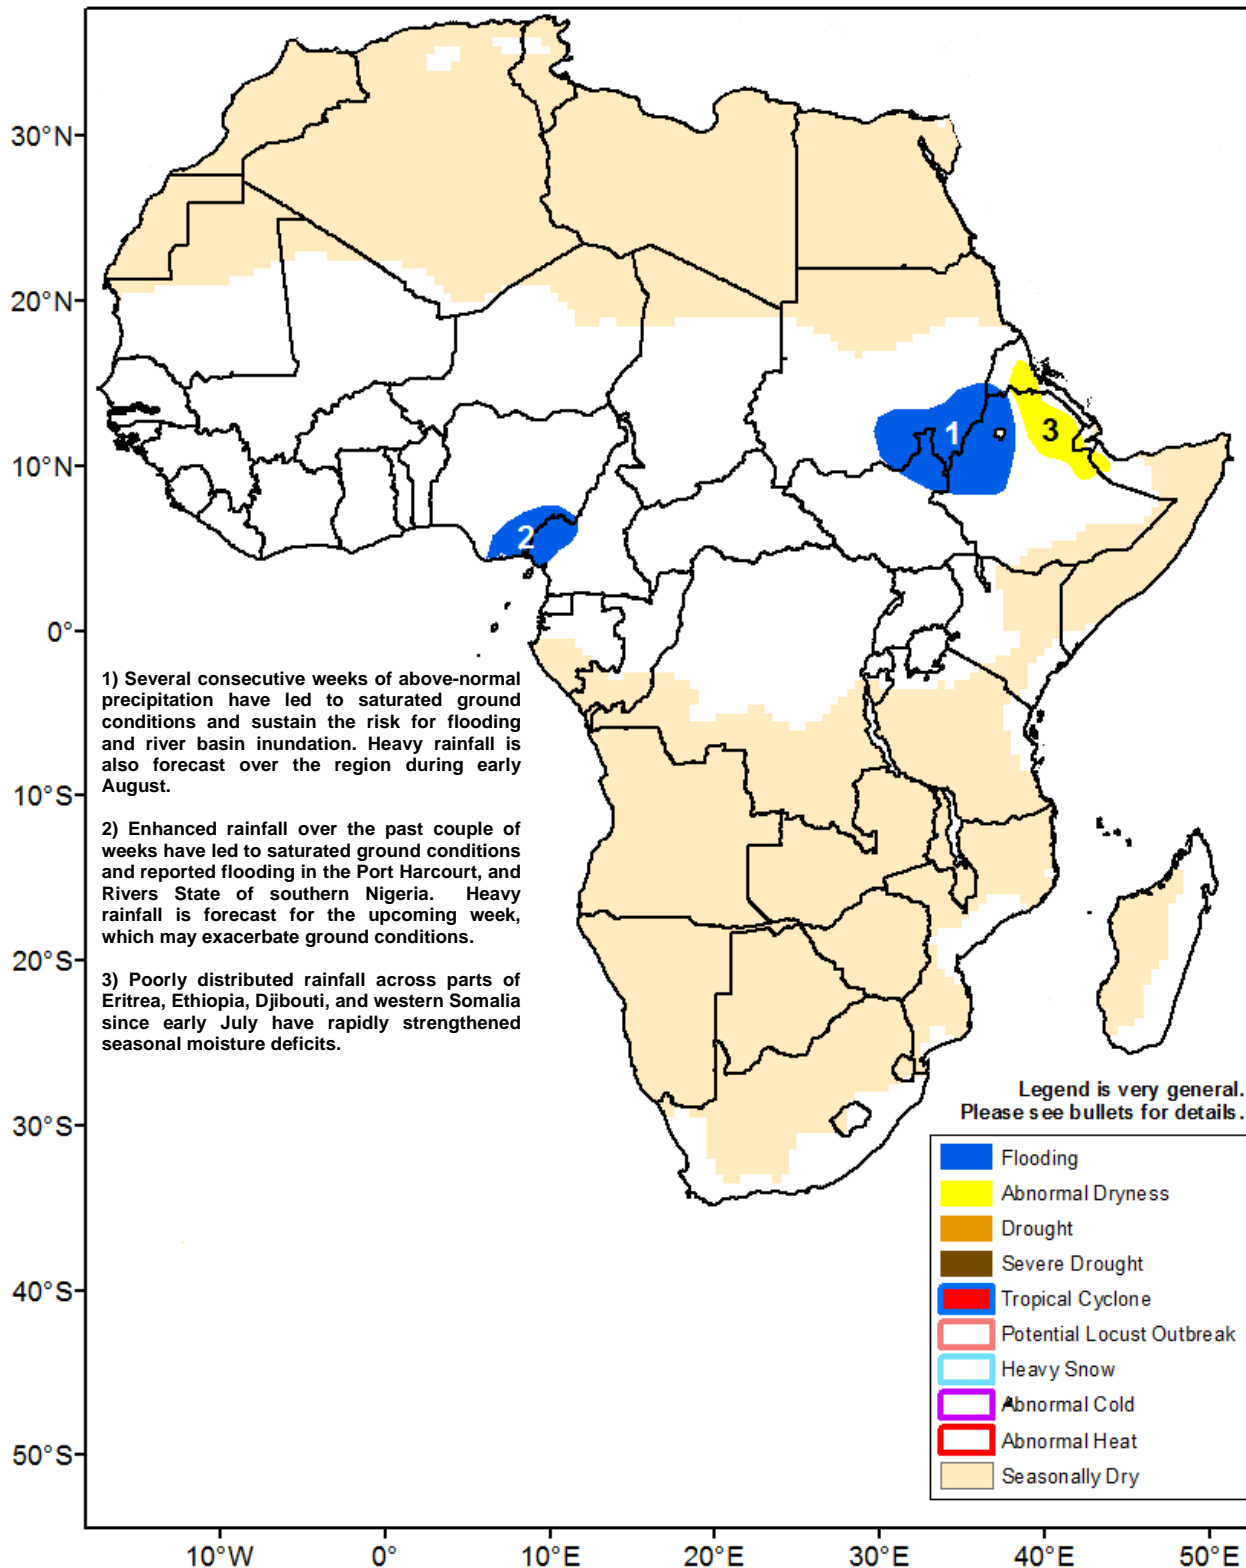 30°N
20°N
10°N
0°
10°S
20°S
30°S
40°S
50°S
1
2
3
1) Several consecutive weeks of above-normal
precipitation have led to saturated ground
conditions and sustain the risk for flooding
and river basin inundation. Heavy rainfall is
also forecast over the region during early
August.
2) Enhanced rainfall over the past couple of
weeks have led to saturated ground conditions
and reported flooding in the Port Harcourt, and
Rivers State of southern Nigeria. Heavy
rainfall is forecast for the upcoming week,
which may exacerbate ground conditions.
3) Poorly distributed rainfall across parts of
Eritrea, Ethiopia, Djibouti, and western Somalia
since early July have rapidly strengthened
seasonal moisture deficits.
Legend is very general.
Please see bullets for details.
Flooding
Abnormal Dryness
Drought
Severe Drought
Tropical Cyclone
Potential Locust Outbreak
Heavy Snow
Abnormal Cold
Abnormal Heat
Seasonally Dry
10°W 0° 10°E 20°E 30°E 40°E 50°E